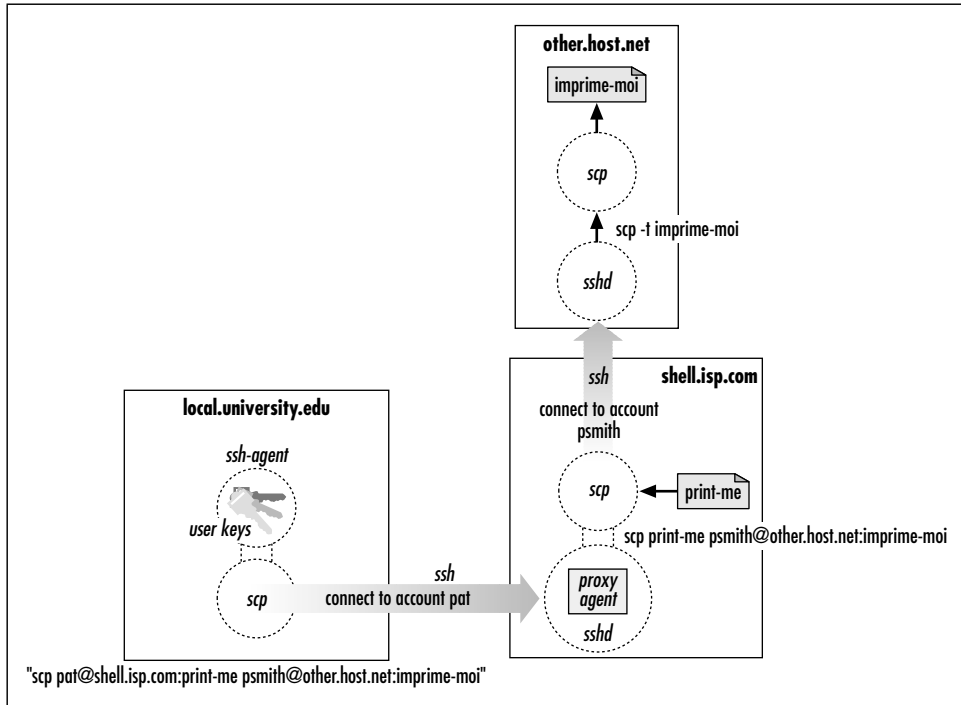 other.host.net
imprime-moi
scp
scp -t imprime-moi
sshd
ssh
connect to account
psmith
shell.isp.com
scp
print-me
scp print-me psmith@other.host.net:imprime-moi
proxy
agent
sshd
local.university.edu
ssh-agent
user keys
scp
ssh
connect to account pat
"scp pat@shell.isp.com:print-me psmith@other.host.net:imprime-moi"